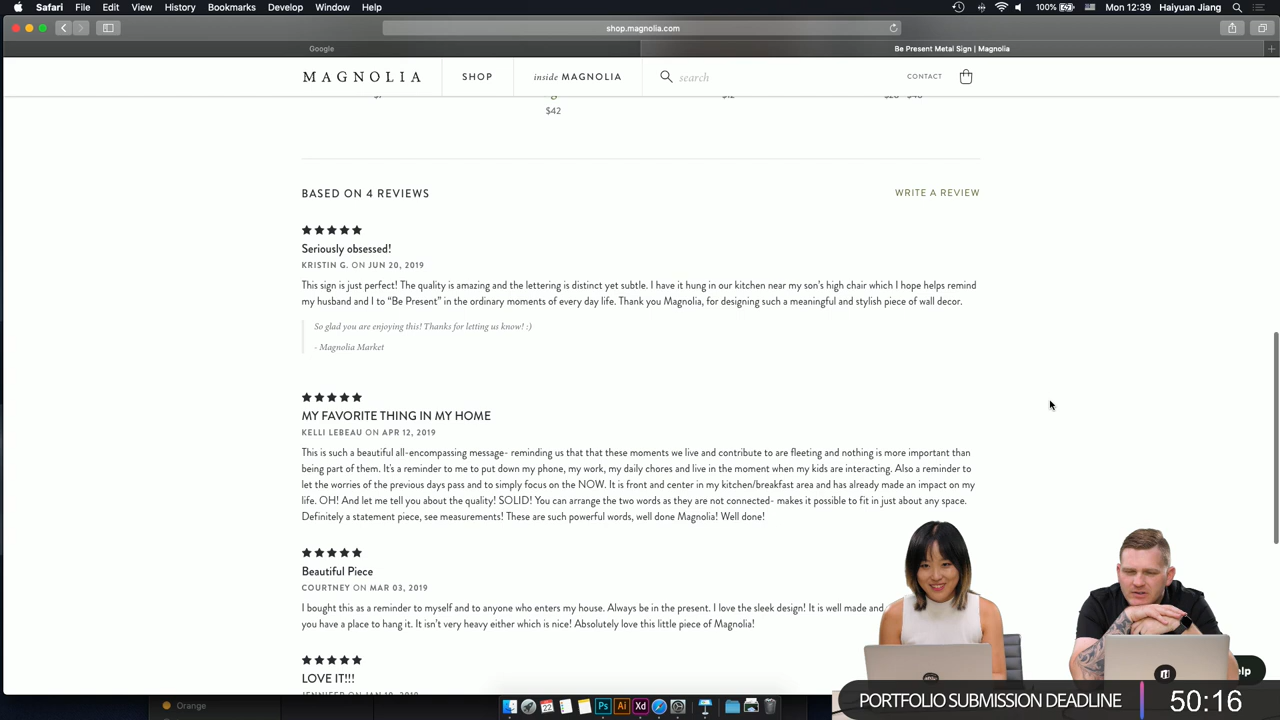 Safari File Edit View History Bookmarks Develop Window Help
100% Mon 12:39 Haiyuan Jiang
shop.magnolia.com
Google
Be Present Metal Sign | Magnolia
MAGNOLIA SHOP inside MAGNOLIA search CONTACT
$42
BASED ON 4 REVIEWS
WRITE A REVIEW
Seriously obsessed!
KRISTIN G. ON JUN 20, 2019
This sign is just perfect! The quality is amazing and the lettering is distinct yet subtle. I have it hung in our kitchen near my son's high chair which I hope helps remind
my husband and I to “Be Present” in the ordinary moments of every day life. Thank you Magnolia, for designing such a meaningful and stylish piece of wall decor.
So glad you are enjoying this! Thanks for letting us know! :)
- Magnolia Market
MY FAVORITE THING IN MY HOME
KELLI LEBEAU ON APR 12, 2019
This is such a beautiful all-encompassing message- reminding us that that these moments we live and contribute to are fleeting and nothing is more important than
being part of them. It's a reminder to me to put down my phone, my work, my daily chores and live in the moment when my kids are interacting. Also a reminder to
let the worries of the previous days pass and to simply focus on the NOW. It is front and center in my kitchen/breakfast area and has already made an impact on my
life. OH! And let me tell you about the quality! SOLID! You can arrange the two words as they are not connected- makes it possible to fit in just about any space.
Definitely a statement piece, see measurements! These are such powerful words, well done Magnolia! Well done!
Beautiful Piece
COURTNEY ON MAR 03, 2019
I bought this as a reminder to myself and to anyone who enters my house. Always be in the present. I love the sleek design! It is well made and
you have a place to hang it. It isn't very heavy either which is nice! Absolutely love this little piece of Magnolia!
LOVE IT!!!
Orange
PORTFOLIO SUBMISSION DEADLINE 50:16